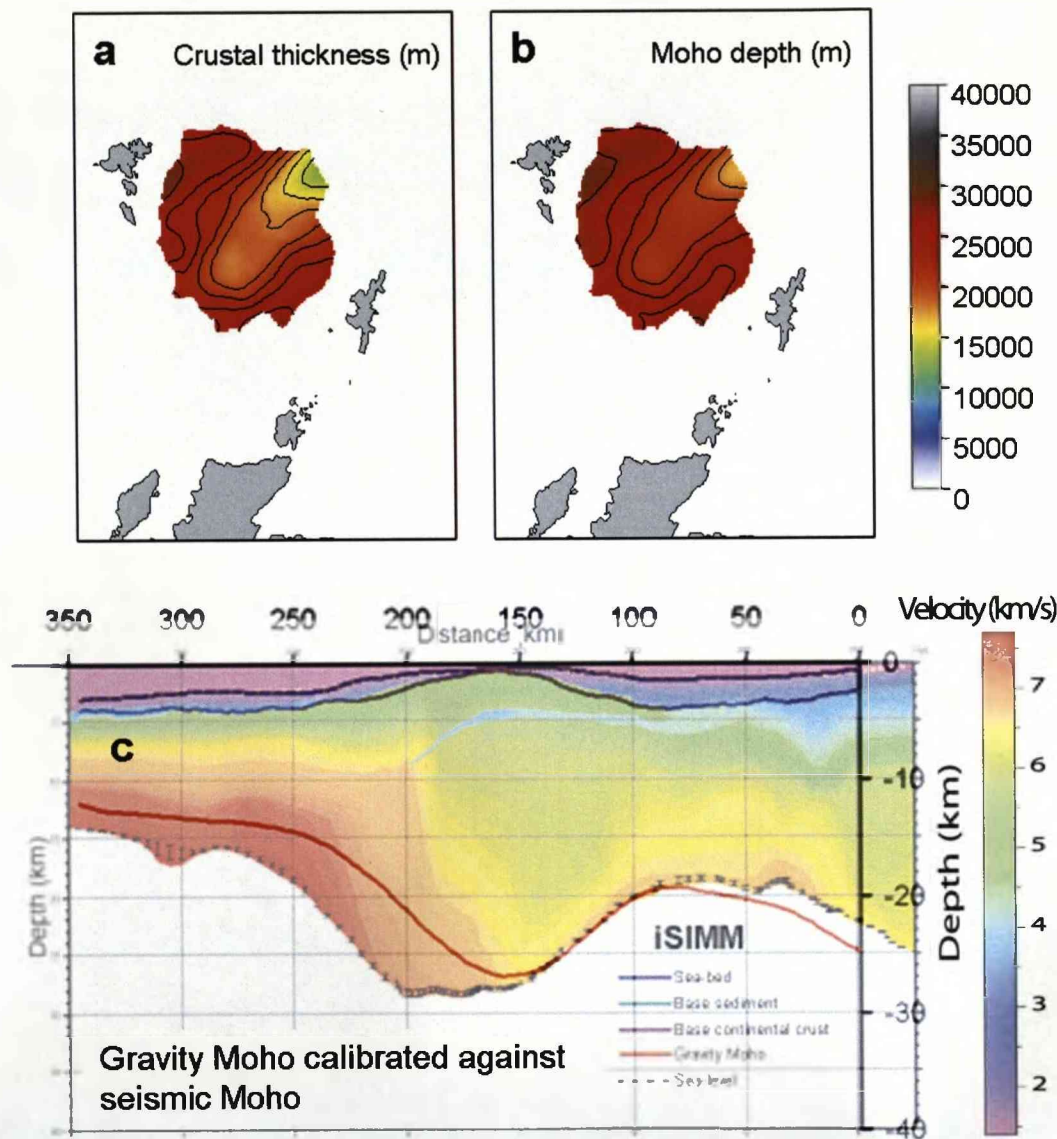 a Crustal thickness (m)
b Moho depth (m)
40000
35000
30000
25000
20000
15000
10000
5000
0
350 300 250 200 150 100 50 0
Distance
Velocity (km/s)
c
0
-10
-20
-30
-40
Depth (km)
Depth (km)
7
6
5
4
3
2
iSIMM
Sea-bed
Base sediment
Base continental crust
Gravity Moho
Sea-level
Gravity Moho calibrated against
seismic Moho